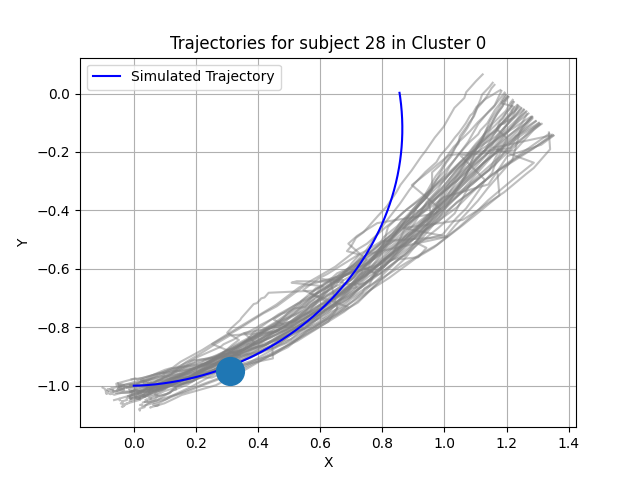 Trajectories for subject 28 in Cluster 0
Simulated Trajectory
0.0
−0.2
−0.4
−0.6
−0.8
−1.0
Y
0.0 0.2 0.4 0.6 0.8 1.0 1.2 1.4
X